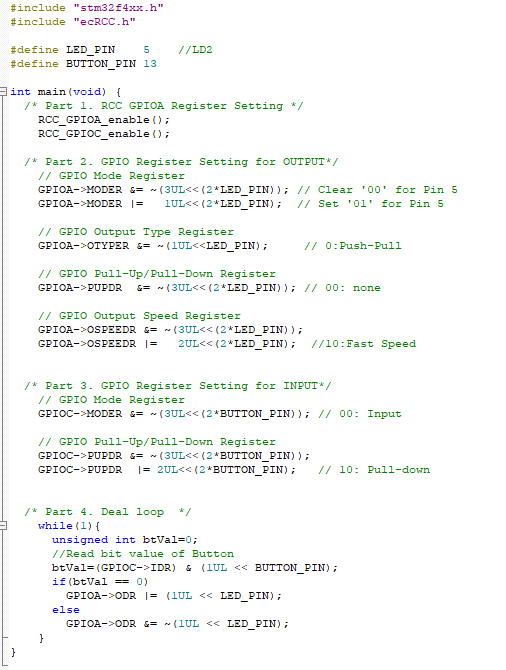 #include "stm32f4xx.h"
#include "ecRCC.h"

#define LED_PIN    5    //LD2
#define BUTTON_PIN 13

int main(void) {
  /* Part 1. RCC GPIOA Register Setting */
    RCC_GPIOA_enable();
    RCC_GPIOC_enable();

  /* Part 2. GPIO Register Setting for OUTPUT*/
    // GPIO Mode Register
    GPIOA->MODER &= ~(3UL<<(2*LED_PIN)); // Clear '00' for Pin 5
    GPIOA->MODER |=   1UL<<(2*LED_PIN);  // Set '01' for Pin 5

    // GPIO Output Type Register
    GPIOA->OTYPER &= ~(1UL<<LED_PIN);     // 0:Push-Pull

    // GPIO Pull-Up/Pull-Down Register
    GPIOA->PUPDR  &= ~(3UL<<(2*LED_PIN)); // 00: none

    // GPIO Output Speed Register
    GPIOA->OSPEEDR &= ~(3UL<<(2*LED_PIN));
    GPIOA->OSPEEDR |=   2UL<<(2*LED_PIN);  //10:Fast Speed


  /* Part 3. GPIO Register Setting for INPUT*/
    // GPIO Mode Register
    GPIOC->MODER &= ~(3UL<<(2*BUTTON_PIN)); // 00: Input

    // GPIO Pull-Up/Pull-Down Register
    GPIOC->PUPDR &= ~(3UL<<(2*BUTTON_PIN));
    GPIOC->PUPDR  |= 2UL<<(2*BUTTON_PIN);   // 10: Pull-down


  /* Part 4. Deal loop  */
    while(1){
      unsigned int btVal=0;
      //Read bit value of Button
      btVal=(GPIOC->IDR) & (1UL << BUTTON_PIN);
      if(btVal == 0)
        GPIOA->ODR |= (1UL << LED_PIN);
      else
        GPIOA->ODR &= ~(1UL << LED_PIN);
    }
}